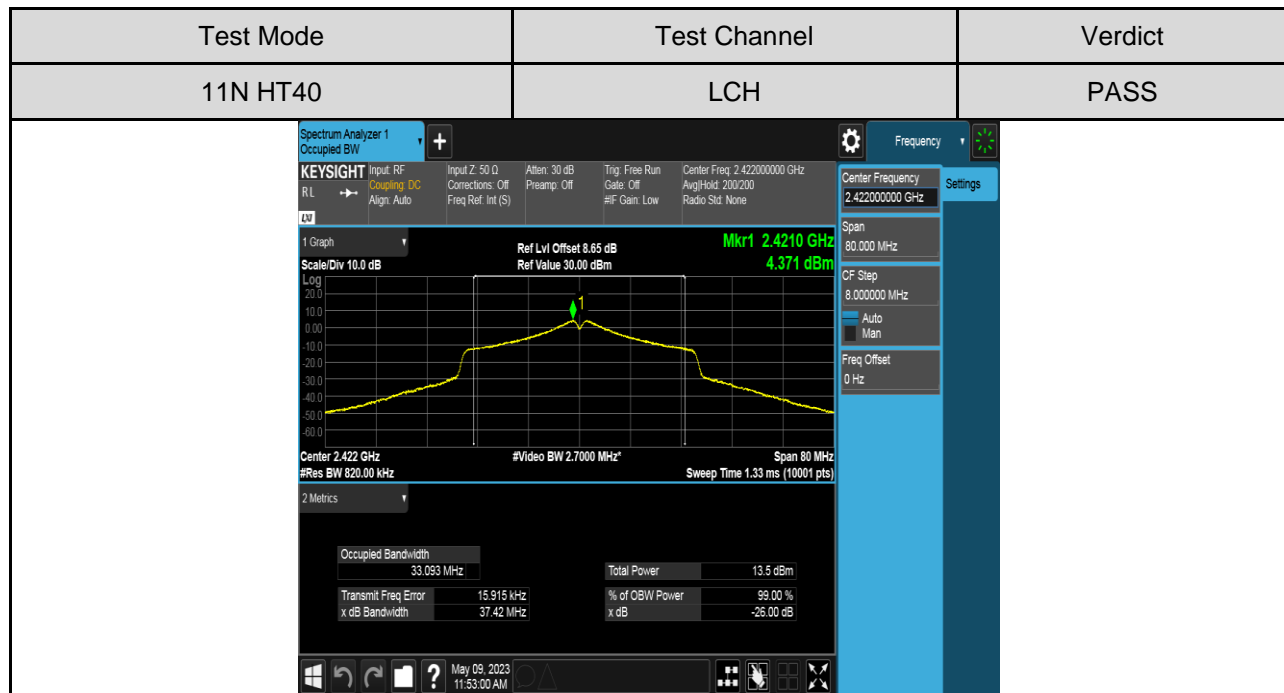 Test Mode Test Channel Verdict
11N HT40 LCH PASS
Spectrum Analyzer 1
Occupied BW
+
Frequency
KEYSIGHT Input: RF Input Z: 50 Ω Atten: 30 dB Trig: Free Run Center Freq: 2.422000000 GHz
R L Coupling: DC Corrections: Off Preamp: Off Gate: Off Avg|Hold: 200/200
Align: Auto Freq Ref: Int (S) #IF Gain: Low Radio Std: None
LXI
Center Frequency
2.422000000 GHz
Settings
Span
80.000 MHz
CF Step
8.000000 MHz
Auto
Man
Freq Offset
0 Hz
1 Graph
Ref Lvl Offset 8.65 dB Mkr1 2.4210 GHz
Scale/Div 10.0 dB Ref Value 30.00 dBm 4.371 dBm
Log
20.0
1
10.0
0.00
-10.0
-20.0
-30.0
-40.0
-50.0
-60.0
Center 2.422 GHz #Video BW 2.7000 MHz* Span 80 MHz
#Res BW 820.00 kHz Sweep Time 1.33 ms (10001 pts)
2 Metrics
Occupied Bandwidth
33.093 MHz Total Power 13.5 dBm
Transmit Freq Error 15.915 kHz % of OBW Power 99.00 %
x dB Bandwidth 37.42 MHz x dB -26.00 dB
?
May 09, 2023
11:53:00 AM